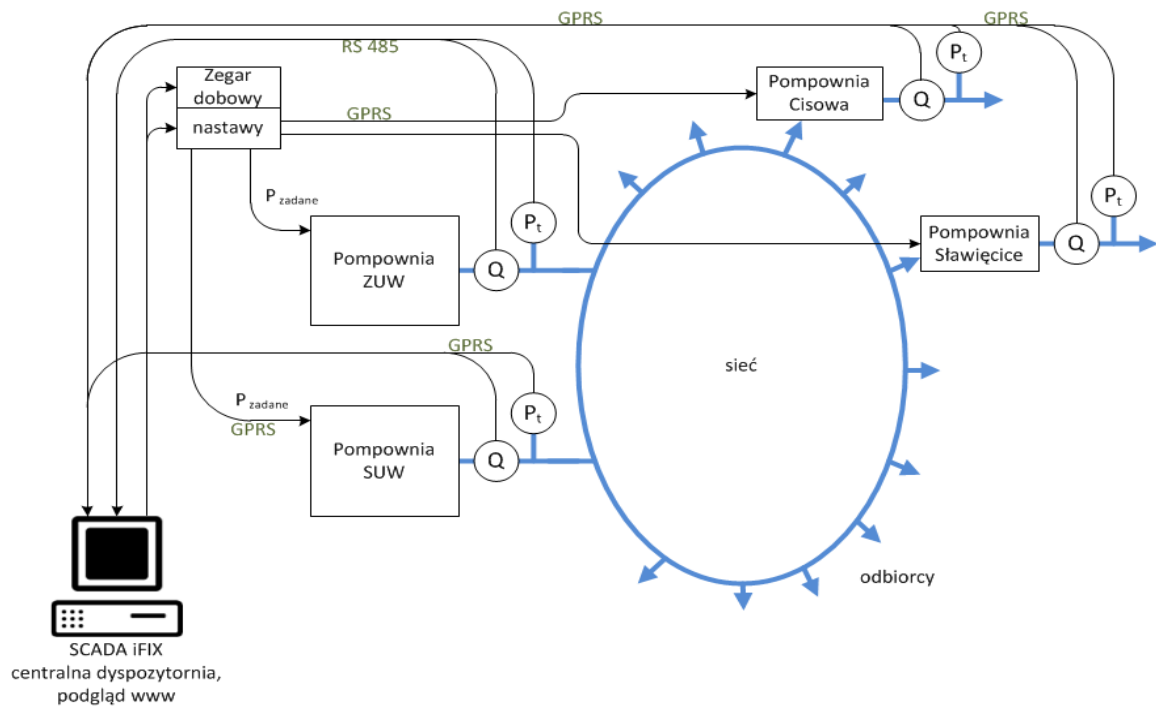 GPRS
GPRS
RS 485
Zegar
dobowy
nastawy
GPRS
Pompownia
Cisowa
Q
Pt
P zadane
Pompownia
ZUW
Q
Pt
Pompownia
Sławięcice
Q
Pt
sieć
GPRS
P zadane
GPRS
Pompownia
SUW
Q
Pt
odbiorcy
SCADA iFIX
centralna dyspozytornia,
podgląd www